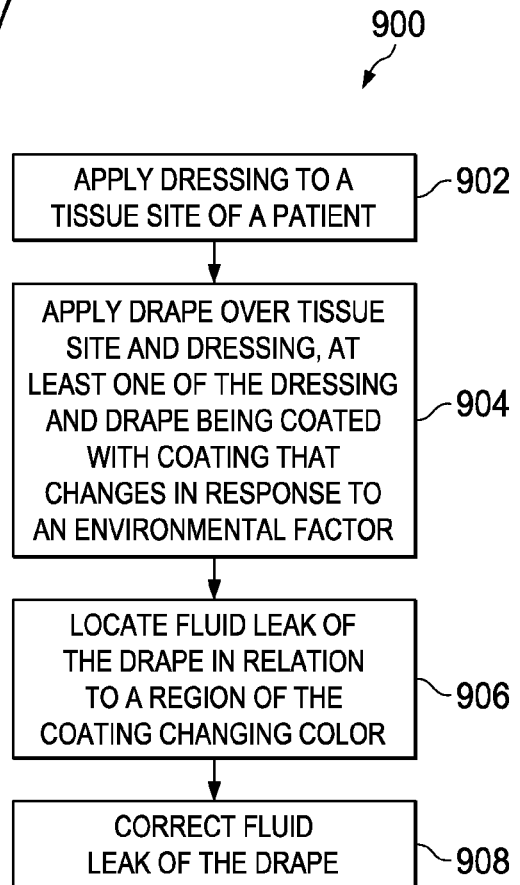 900
APPLY DRESSING TO A
TISSUE SITE OF A PATIENT
902
APPLY DRAPE OVER TISSUE
SITE AND DRESSING, AT
LEAST ONE OF THE DRESSING
AND DRAPE BEING COATED
WITH COATING THAT
CHANGES IN RESPONSE TO
AN ENVIRONMENTAL FACTOR
904
LOCATE FLUID LEAK OF
THE DRAPE IN RELATION
TO A REGION OF THE
COATING CHANGING COLOR
906
CORRECT FLUID
LEAK OF THE DRAPE
908